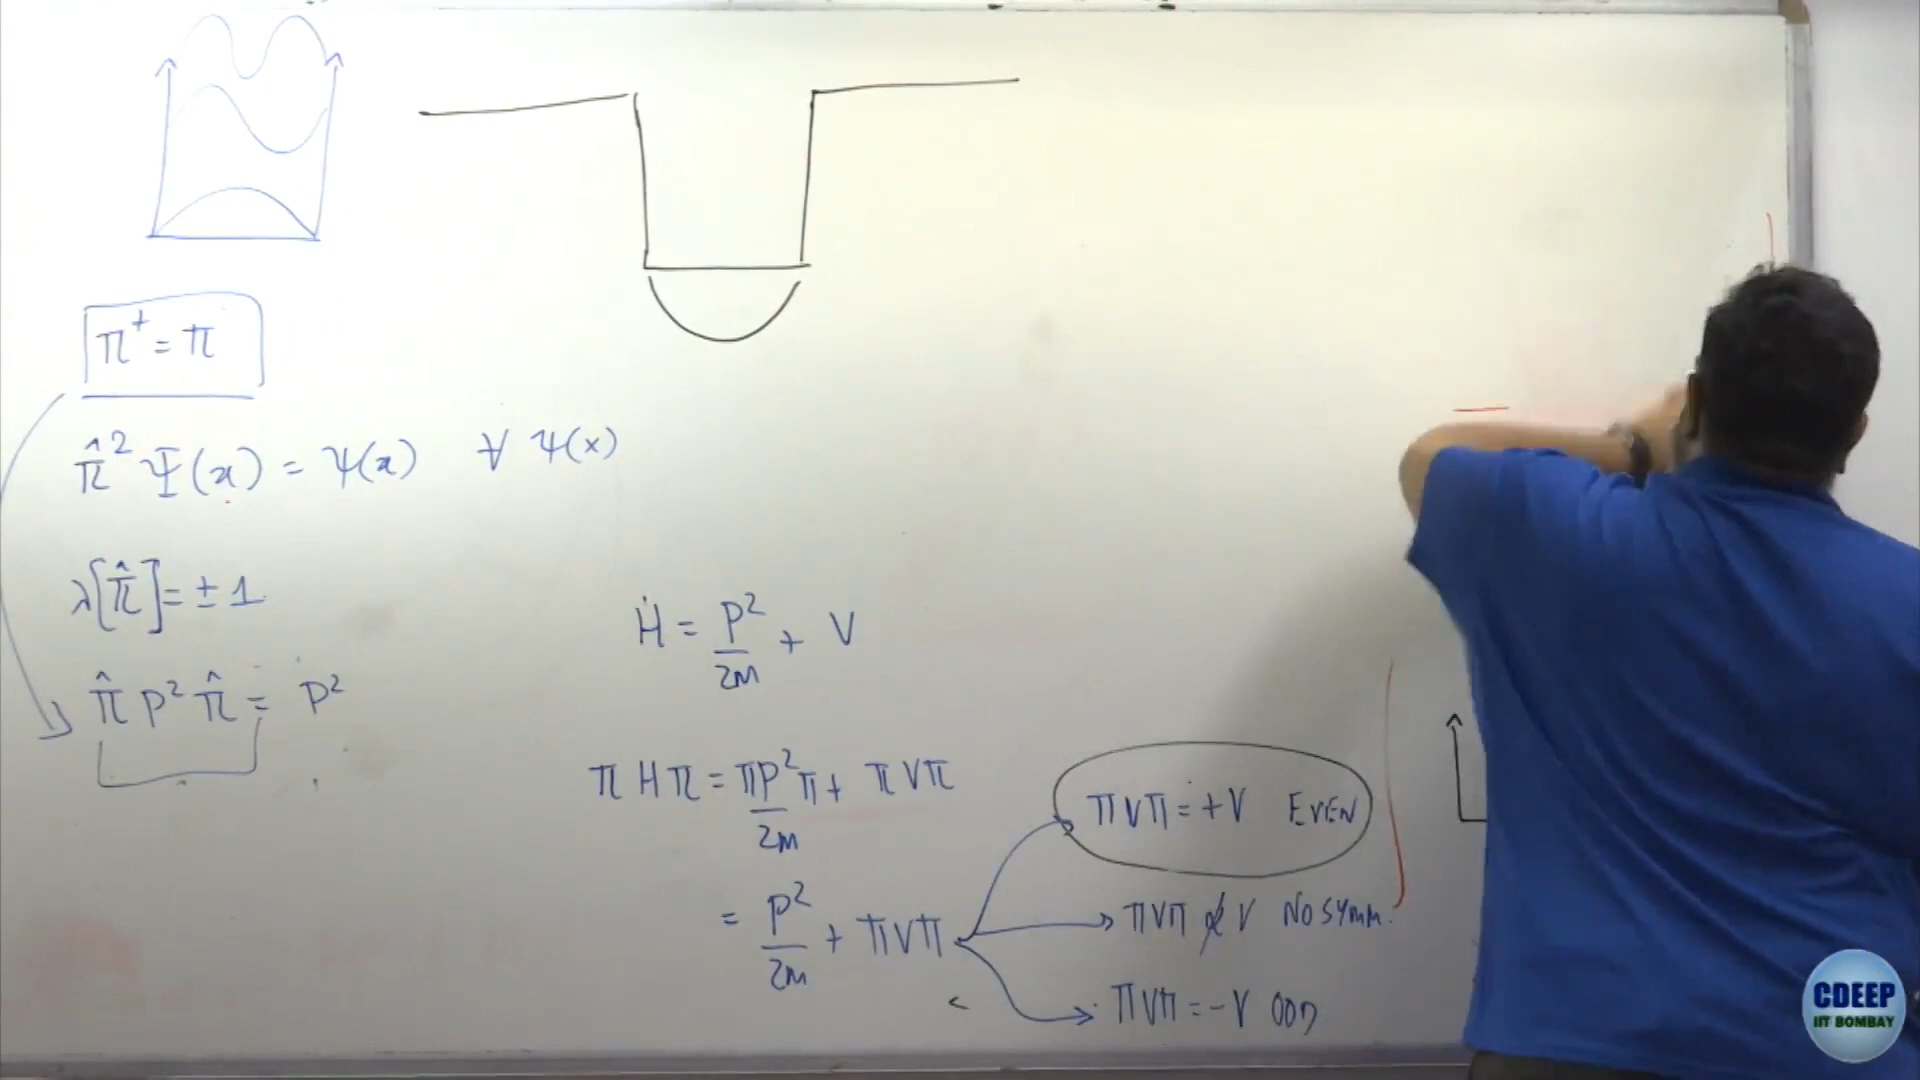 π⁺ = π
π̂² Ψ(x) = ψ(x) ∀ ψ(x)
λ[π̂] = ± 1
π̂ P² π̂ = P²
H = P²/2M + V
π H π = πP²π/2M + πVπ
= P²/2M + πVπ
πVπ = +V EVEN
πVπ ∝̸ V NO SYMM.
πVπ = -V ODD
CDEEP
IIT BOMBAY